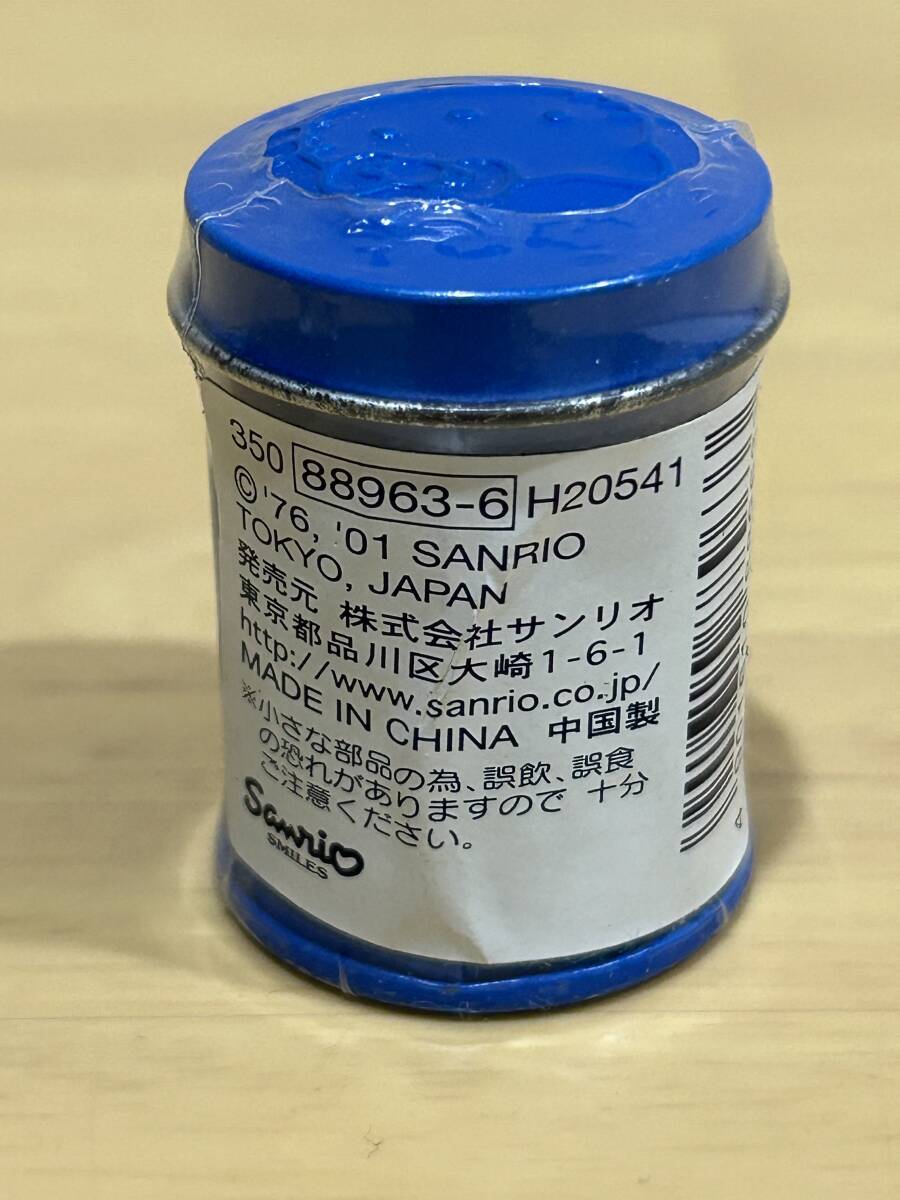 350 88963-6 H20541
© '76, '01 SANRIO
TOKYO, JAPAN
発売元 株式会社サンリオ
東京都品川区大崎1-6-1
http://www.sanrio.co.jp/
MADE IN CHINA 中国製
※小さな部品の為、誤飲、誤食
の恐れがありますので 十分
ご注意ください。
Sanrio
SMILES